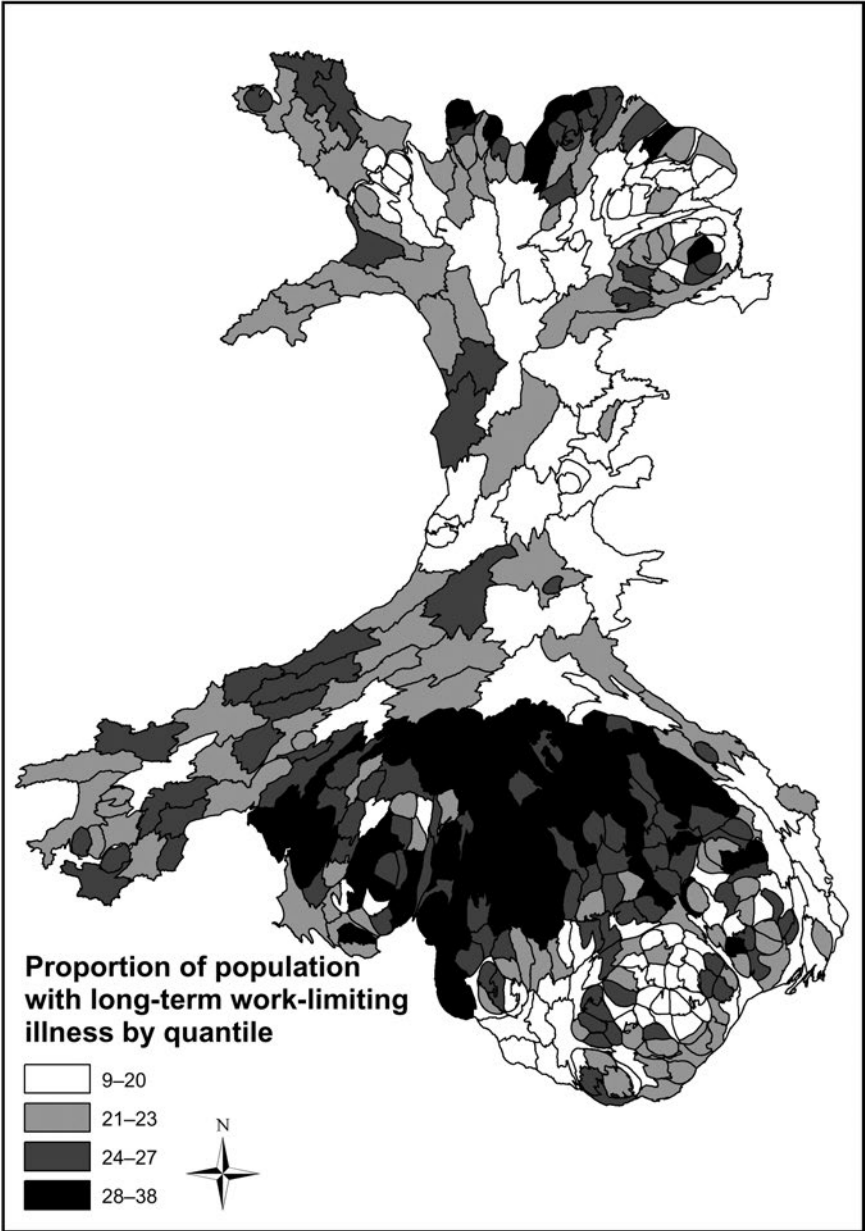 Proportion of population
with long-term work-limiting
illness by quantile
9–20
21–23
24–27
28–38
N